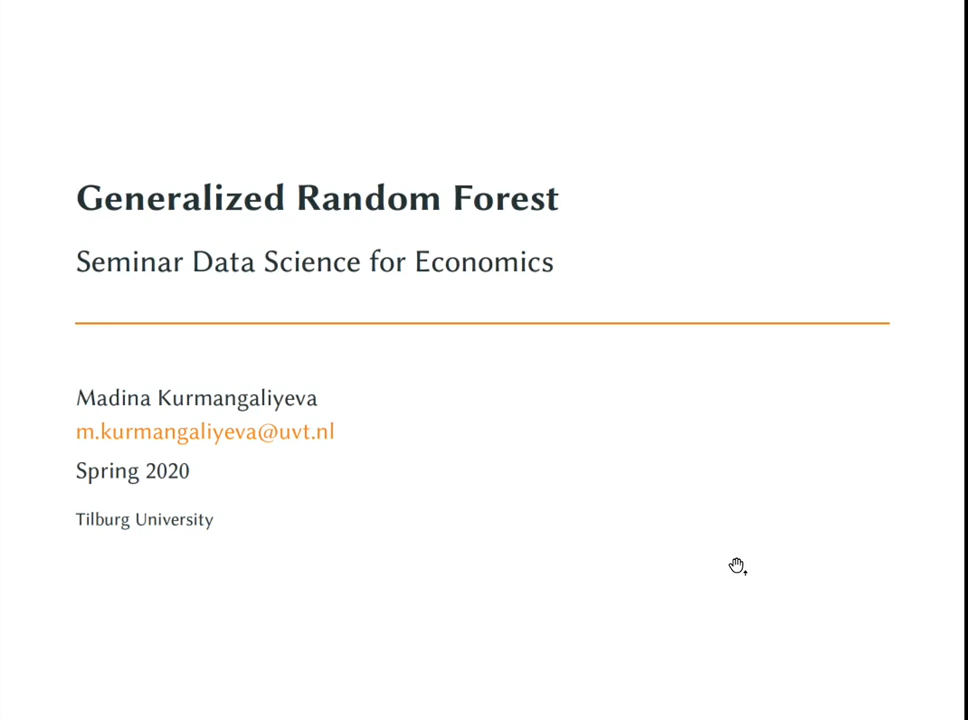 Generalized Random Forest
Seminar Data Science for Economics
Madina Kurmangaliyeva
m.kurmangaliyeva@uvt.nl
Spring 2020
Tilburg University